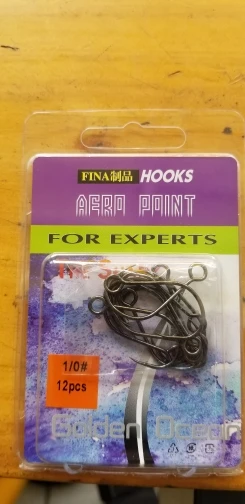 FINA制品 HOOKS
AERO POINT
FOR EXPERTS
1/0#
12pcs
Golden Ocean